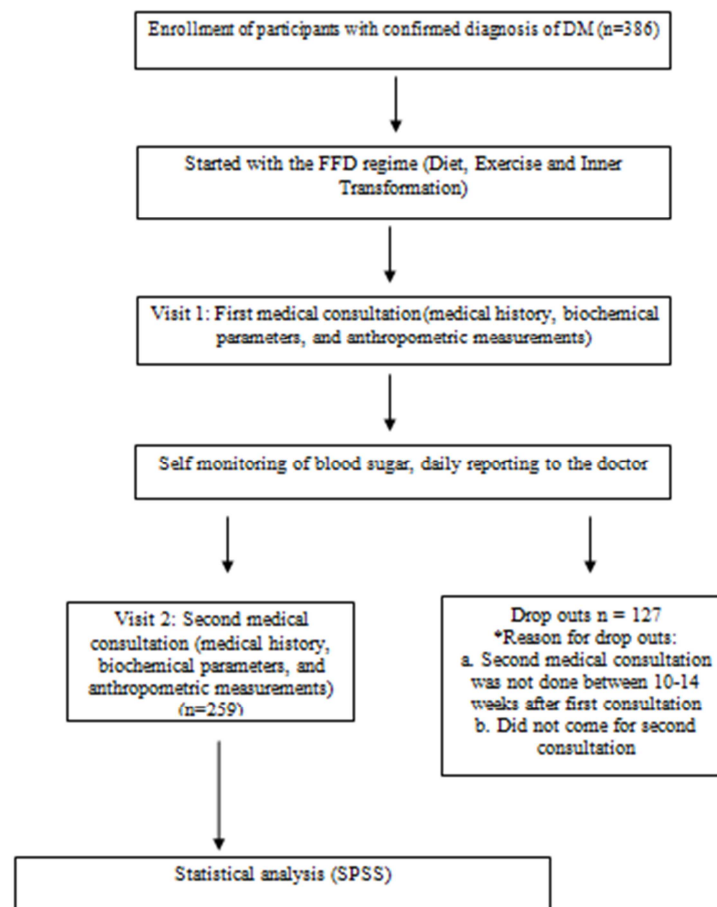 Enrollment of participants with confirmed diagnosis of DM (n=386)
Started with the FFD regime (Diet, Exercise and Inner
Transformation)
Visit 1: First medical consultation(medical history, biochemical
parameters, and anthropometric measurements)
Self monitoring of blood sugar, daily reporting to the doctor
Visit 2: Second medical
consultation (medical history,
biochemical parameters, and
anthropometric measurements)
(n=259)
Drop outs n = 127
*Reason for drop outs:
a. Second medical consultation
was not done between 10-14
weeks after first consultation
b. Did not come for second
consultation
Statistical analysis (SPSS)